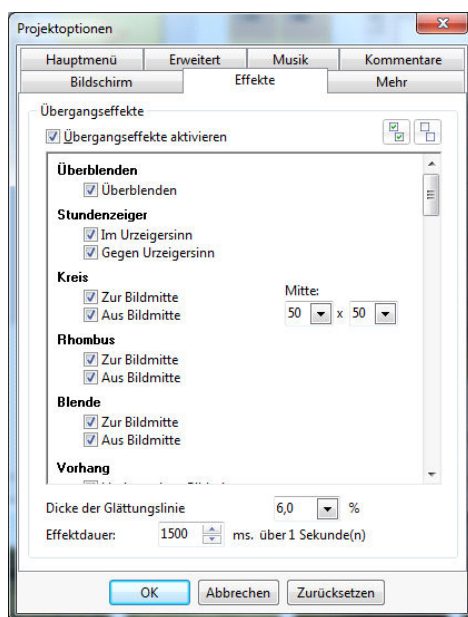 Projektoptionen
Hauptmenü Erweitert Musik Kommentare
Bildschirm Effekte Mehr
Übergangseffekte
Übergangseffekte aktivieren
Überblenden
Überblenden
Stundenzeiger
Im Urzeigersinn
Gegen Urzeigersinn
Kreis
Mitte:
Zur Bildmitte
50 x 50
Aus Bildmitte
Rhombus
Zur Bildmitte
Aus Bildmitte
Blende
Zur Bildmitte
Aus Bildmitte
Vorhang
Dicke der Glättungslinie 6,0 %
Effektdauer: 1500 ms. über 1 Sekunde(n)
OK Abbrechen Zurücksetzen